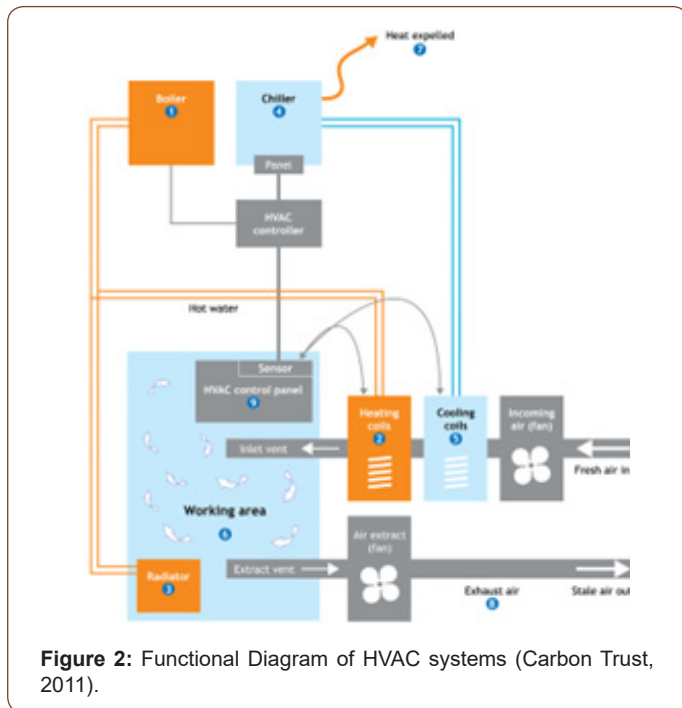 Heat expelled
7
Boiler
1
Chiller
4
Panel
HVAC
controller
Hot water
Sensor
HVAC control panel
9
Heating
coils
2
Cooling
coils
5
Incoming
air (fan)
Inlet vent
Fresh air in
Working area
6
Air extract
(fan)
Radiator
3
Extract vent
Exhaust air
8
Stale air out
Figure 2: Functional Diagram of HVAC systems (Carbon Trust,
2011).